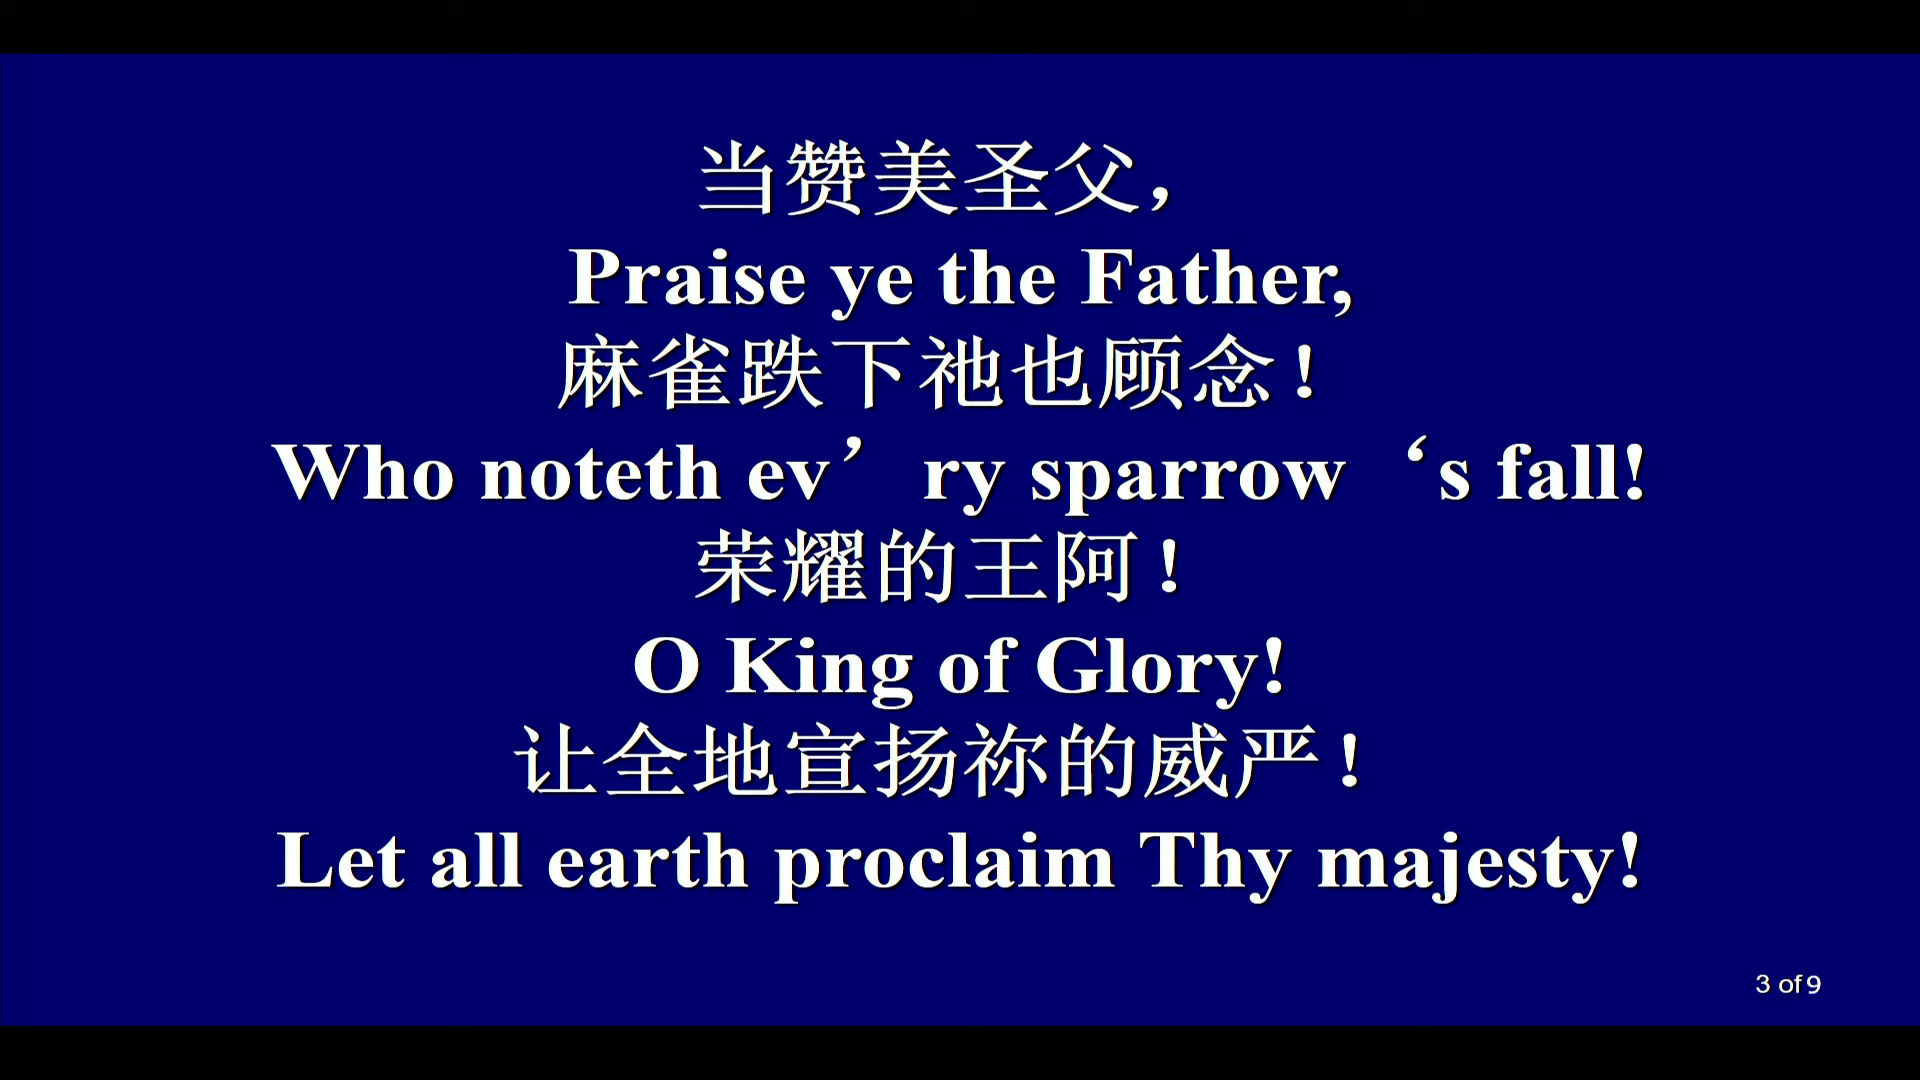 当赞美圣父，
Praise ye the Father,
麻雀跌下祂也顾念！
Who noteth ev’ ry sparrow ‘s fall!
荣耀的王阿！
O King of Glory!
让全地宣扬祢的威严！
Let all earth proclaim Thy majesty!
3 of 9